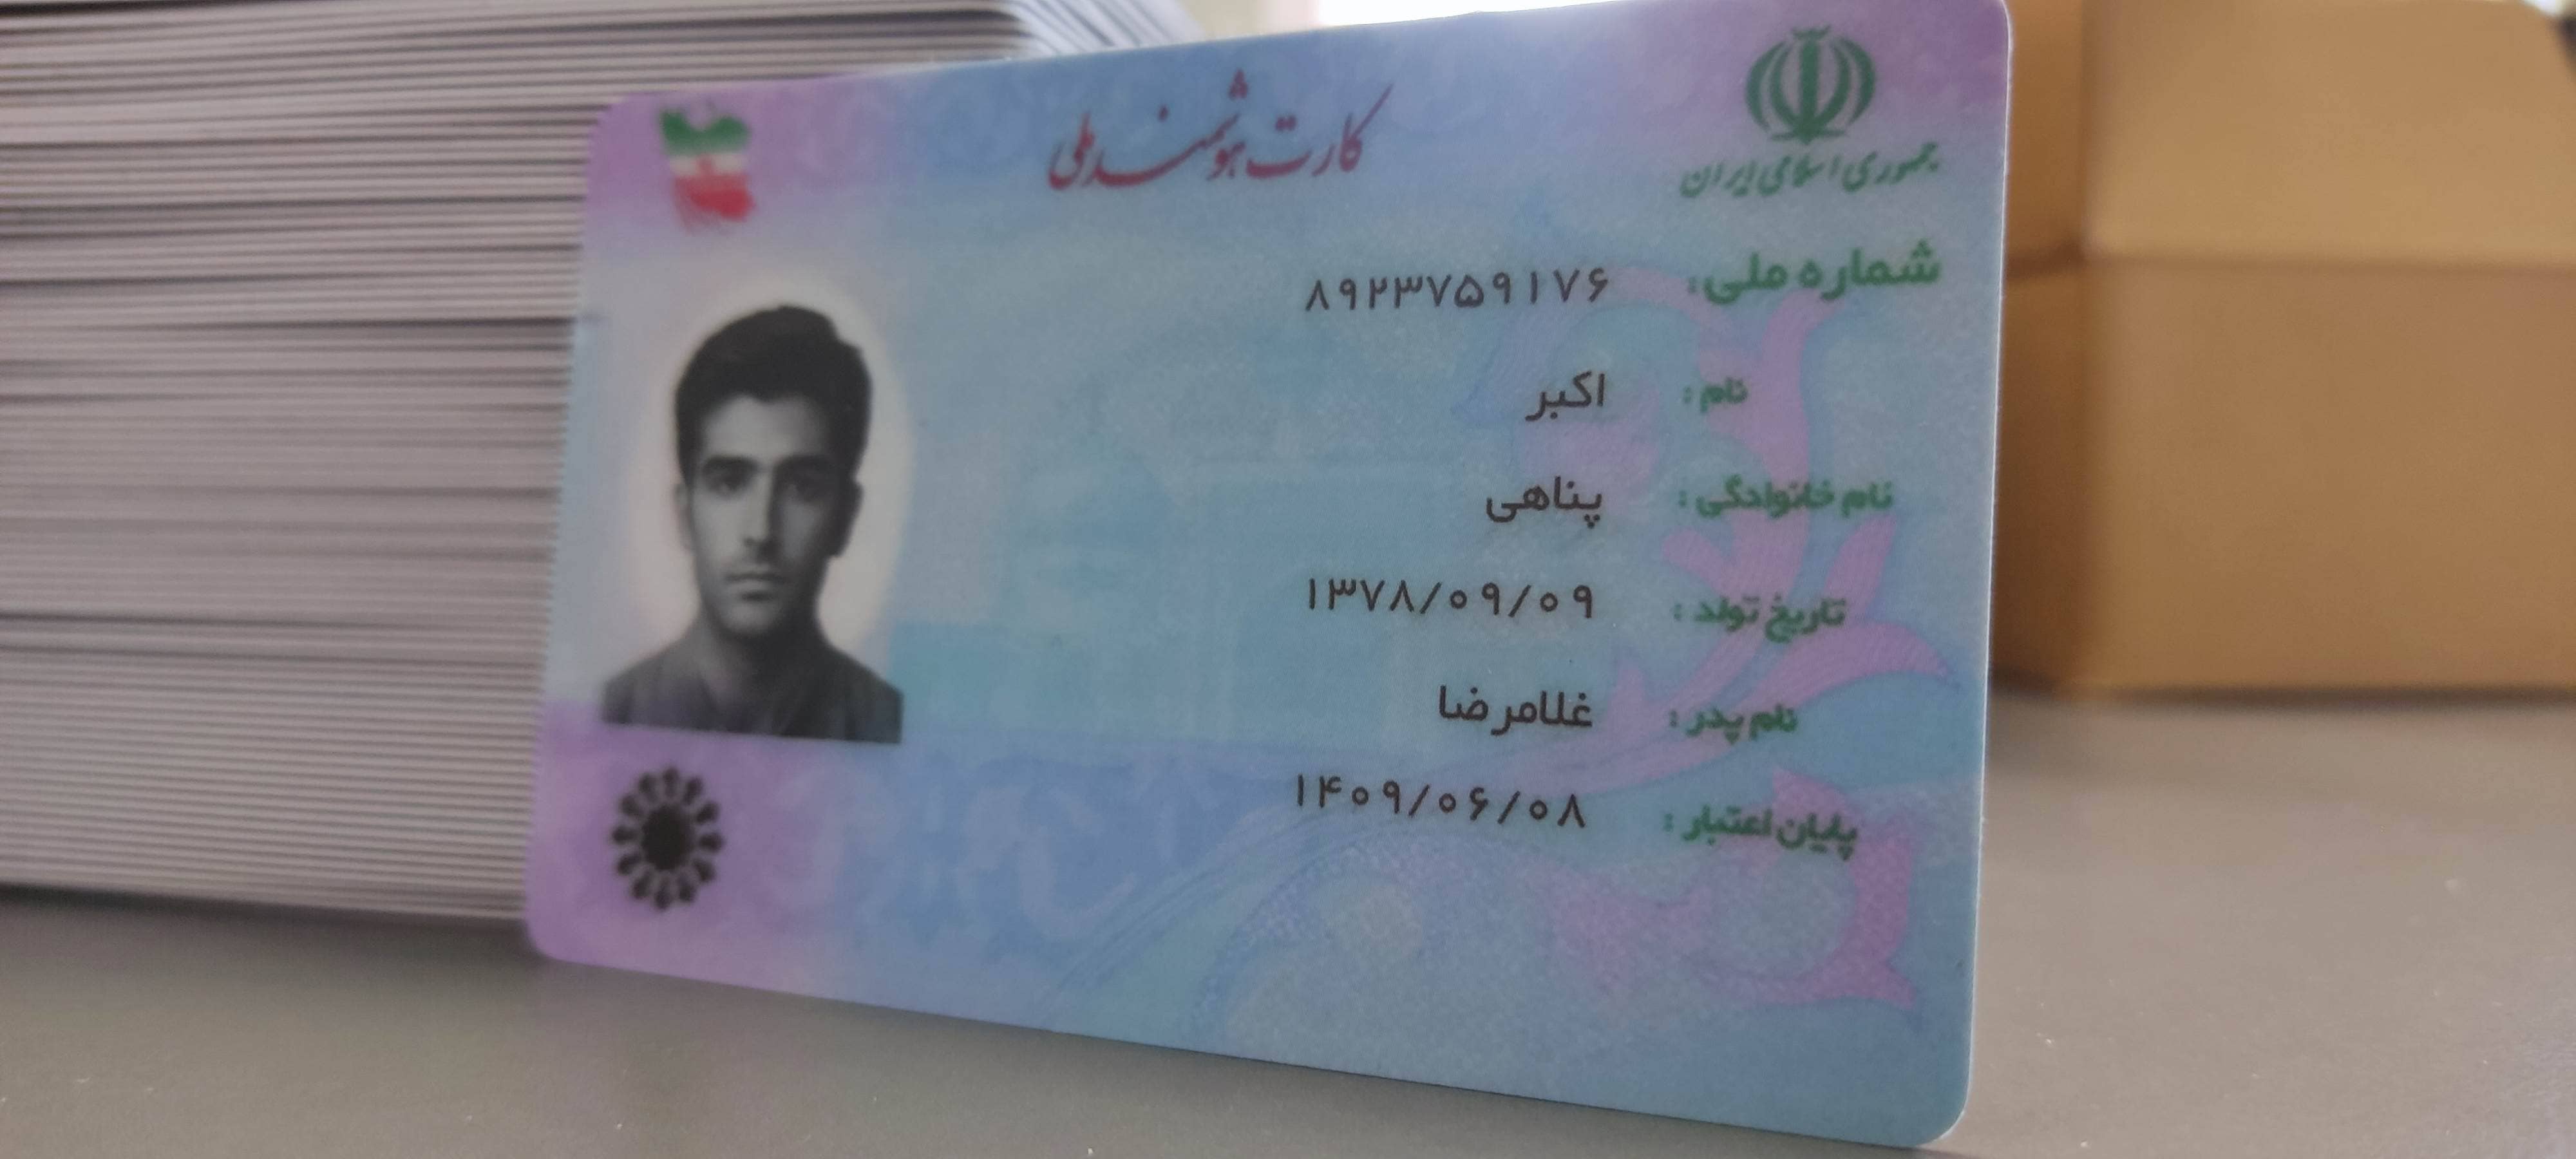 جمهوری اسلامی ایران
کارت هوشمند ملی
شماره ملی: ۸۹۲۳۷۵۹۱۷۶
نام: اکبر
نام خانوادگی: پناهی
تاریخ تولد: ۱۳۷۸/۰۹/۰۹
نام پدر: غلامرضا
پایان اعتبار: ۱۴۰۹/۰۶/۰۸